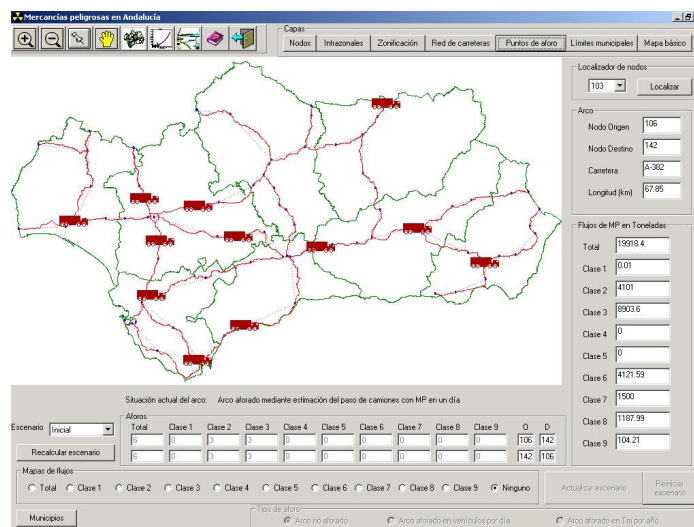 Mercancías peligrosas en Andalucía
Capas
Nodos Intrazonales Zonificación Red de carreteras Puntos de aforo Límites municipales Mapa básico
Localizador de nodos
103 Localizar
Arco
Nodo Origen 106
Nodo Destino 142
Carretera A-382
Longitud (km) 67.85
Flujos de MP en Toneladas
Total 19918.4
Clase 1 0.01
Clase 2 4101
Clase 3 8903.6
Clase 4 0
Clase 5 0
Clase 6 4121.59
Clase 7 1500
Clase 8 1187.99
Clase 9 104.21
Situación actual del arco: Arco aforado mediante estimación del paso de camiones con MP en un día
Escenario Inicial
Recalcular escenario
Aforos
Total Clase 1 Clase 2 Clase 3 Clase 4 Clase 5 Clase 6 Clase 7 Clase 8 Clase 9 O D
6 0 3 3 0 0 0 0 0 0 106 142
6 0 3 3 0 0 0 0 0 0 142 106
Mapas de flujos
Total Clase 1 Clase 2 Clase 3 Clase 4 Clase 5 Clase 6 Clase 7 Clase 8 Clase 9 Ninguno
Actualizar escenario
Reiniciar escenario
Municipios
Tipo de aforo
Arco no aforado Arco aforado en vehículos por día Arco aforado en Tm por año